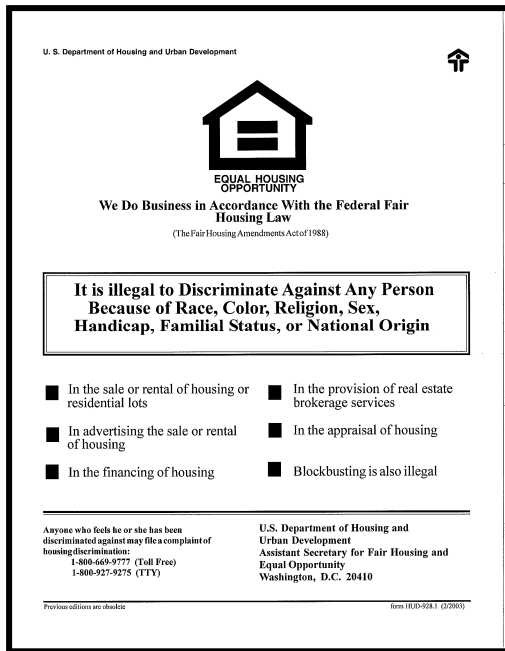 U. S. Department of Housing and Urban Development
EQUAL HOUSING
OPPORTUNITY
We Do Business in Accordance With the Federal Fair
Housing Law
(The Fair Housing Amendments Act of 1988)
It is illegal to Discriminate Against Any Person
Because of Race, Color, Religion, Sex,
Handicap, Familial Status, or National Origin
In the sale or rental of housing or
residential lots
In advertising the sale or rental
of housing
In the financing of housing
In the provision of real estate
brokerage services
In the appraisal of housing
Blockbusting is also illegal
Anyone who feels he or she has been
discriminated against may file a complaint of
housing discrimination:
1-800-669-9777 (Toll Free)
1-800-927-9275 (TTY)
U.S. Department of Housing and
Urban Development
Assistant Secretary for Fair Housing and
Equal Opportunity
Washington, D.C. 20410
Previous editions are obsolete
form HUD-928.1 (2/2003)